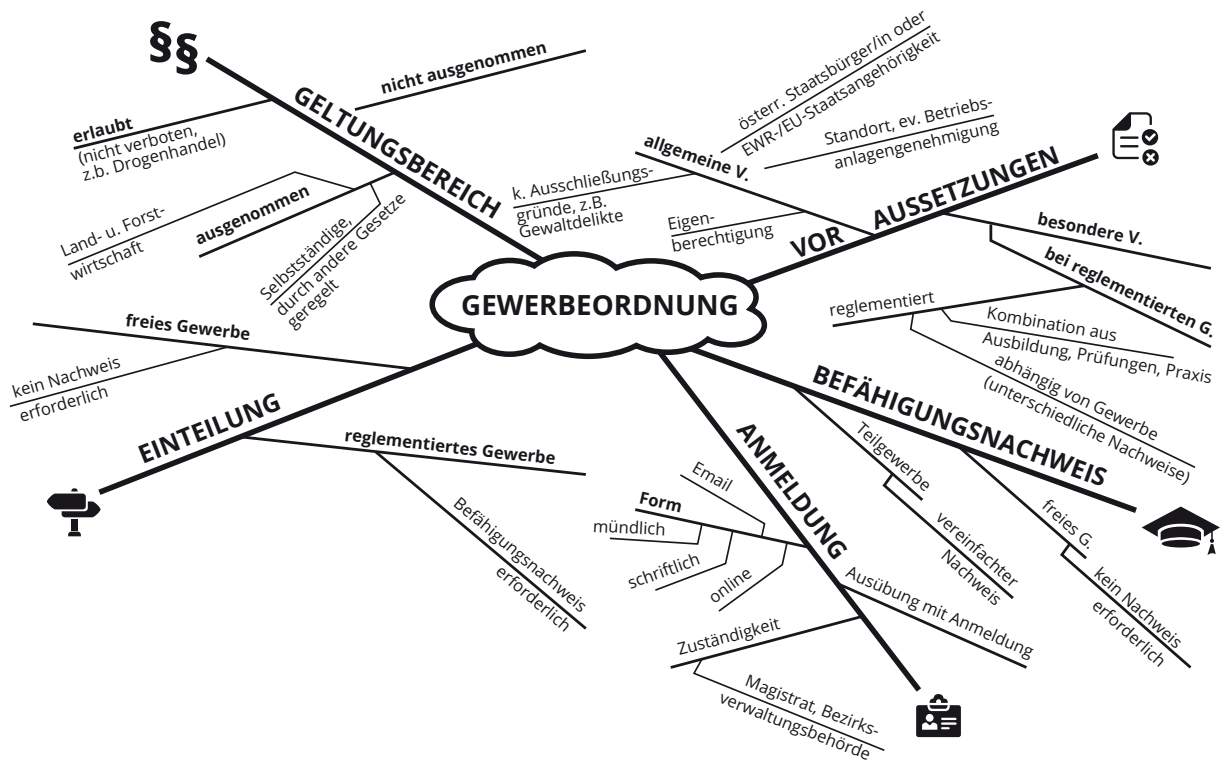 §§
GELTUNGSBEREICH
nicht ausgenommen
erlaubt
(nicht verboten,
z.b. Drogenhandel)
ausgenommen
Land- u. Forst-
wirtschaft
Selbstständige,
durch andere Gesetze
geregelt
VOR AUSSETZUNGEN
allgemeine V.
österr. Staatsbürger/in oder
EWR-/EU-Staatsangehörigkeit
Standort, ev. Betriebs-
anlagengenehmigung
k. Ausschließungs-
gründe, z.B.
Gewaltdelikte
Eigen-
berechtigung
besondere V.
bei reglementierten G.
GEWERBEORDNUNG
EINTEILUNG
freies Gewerbe
kein Nachweis
erforderlich
reglementiertes Gewerbe
Befähigungsnachweis
erforderlich
BEFÄHIGUNGSNACHWEIS
reglementiert
Kombination aus
Ausbildung, Prüfungen, Praxis
abhängig von Gewerbe
(unterschiedliche Nachweise)
Teilgewerbe
vereinfachter
Nachweis
freies G.
kein Nachweis
erforderlich
ANMELDUNG
Form
Email
mündlich
schriftlich
online
Ausübung mit Anmeldung
Zuständigkeit
Magistrat, Bezirks-
verwaltungsbehörde